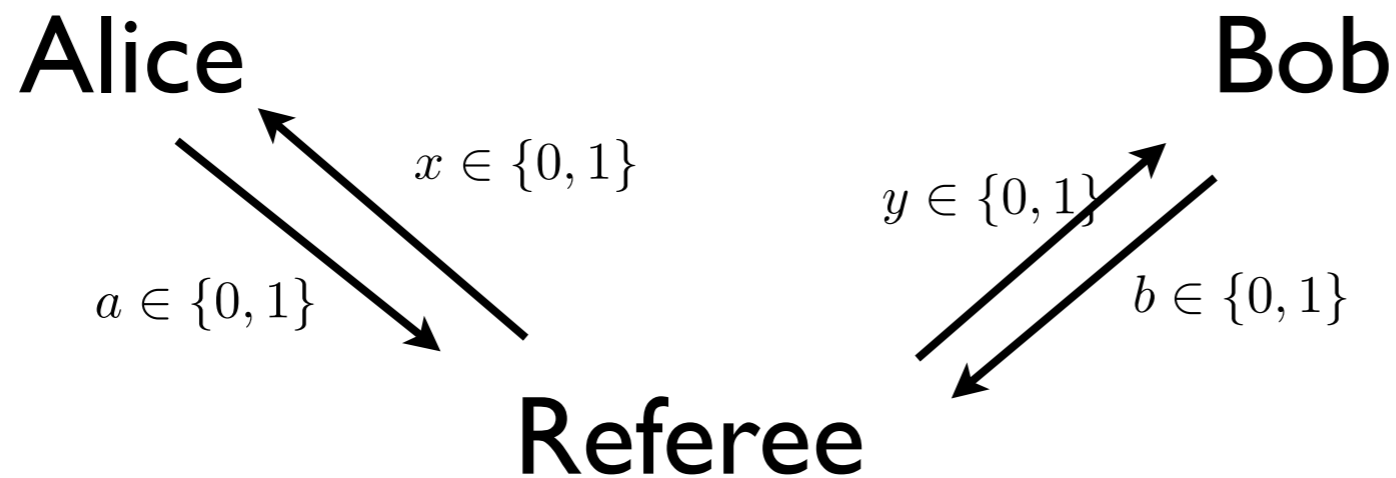 Alice
Bob
x ∈ {0, 1}
y ∈ {0, 1}
a ∈ {0, 1}
b ∈ {0, 1}
Referee